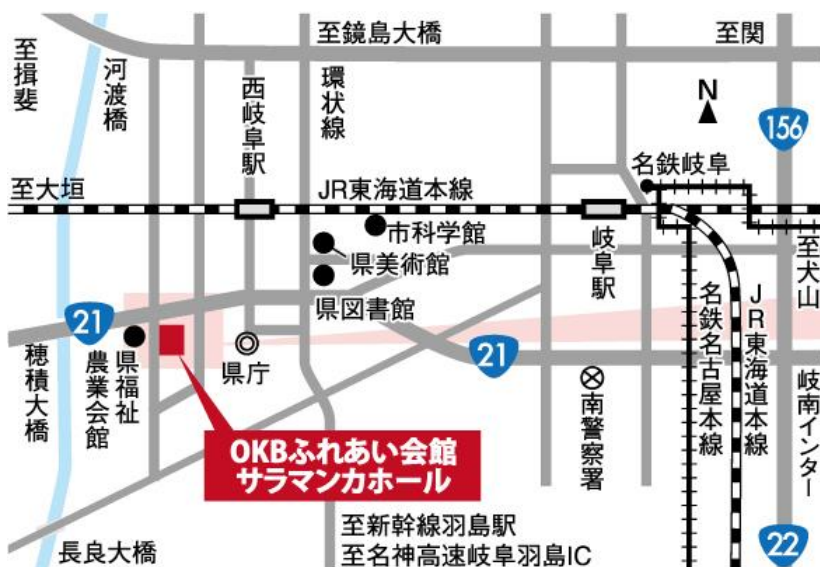 至鏡島大橋
至関
至揖斐
河渡橋
西岐阜駅
環状線
N
156
名鉄岐阜
至大垣
JR東海道本線
市科学館
県美術館
県図書館
岐阜駅
至犬山
21
穂積大橋
県福祉
農業会館
県庁
21
名鉄名古屋本線
JR東海道本線
南警察署
岐南インター
OKBふれあい会館
サラマンカホール
長良大橋
至新幹線羽島駅
至名神高速岐阜羽島IC
22